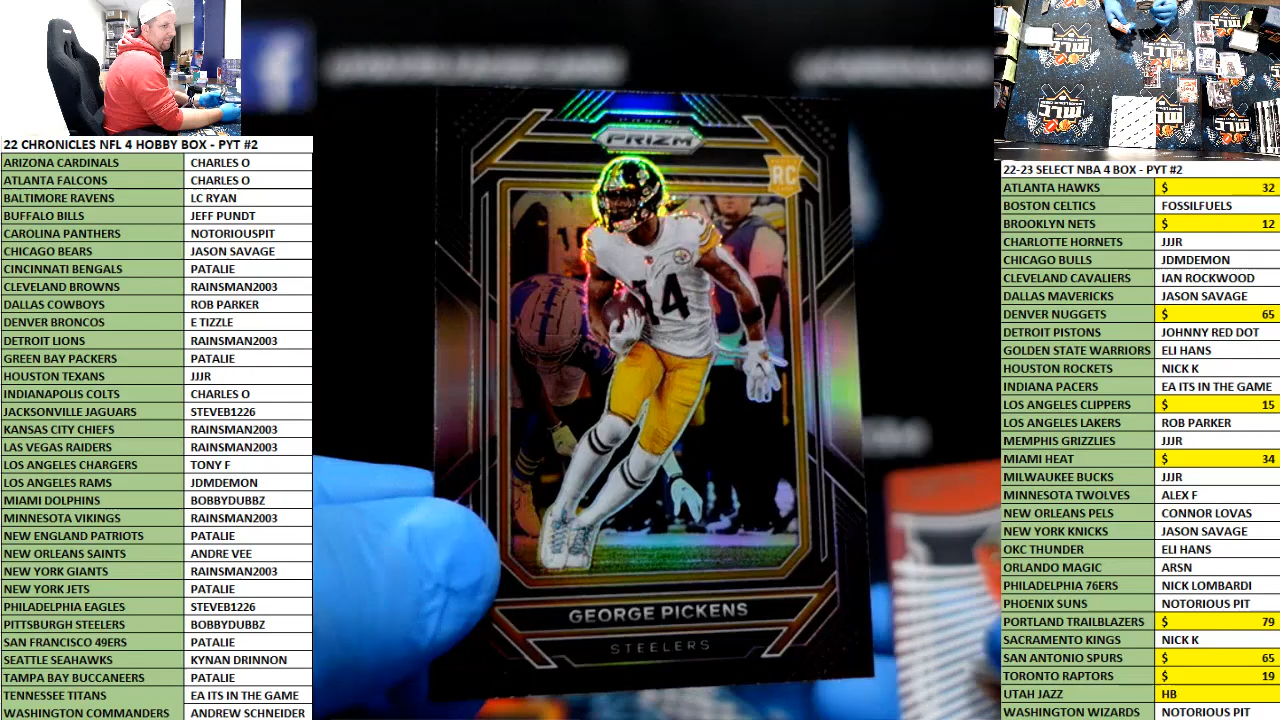 22 CHRONICLES NFL 4 HOBBY BOX - PYT #2
ARIZONA CARDINALS CHARLES O
ATLANTA FALCONS CHARLES O
BALTIMORE RAVENS LC RYAN
BUFFALO BILLS JEFF PUNDT
CAROLINA PANTHERS NOTORIOUSPIT
CHICAGO BEARS JASON SAVAGE
CINCINNATI BENGALS PATALIE
CLEVELAND BROWNS RAINSMAN2003
DALLAS COWBOYS ROB PARKER
DENVER BRONCOS E TIZZLE
DETROIT LIONS RAINSMAN2003
GREEN BAY PACKERS PATALIE
HOUSTON TEXANS JJJR
INDIANAPOLIS COLTS CHARLES O
JACKSONVILLE JAGUARS STEVEB1226
KANSAS CITY CHIEFS RAINSMAN2003
LAS VEGAS RAIDERS RAINSMAN2003
LOS ANGELES CHARGERS TONY F
LOS ANGELES RAMS JDMDEMON
MIAMI DOLPHINS BOBBYDUBBZ
MINNESOTA VIKINGS RAINSMAN2003
NEW ENGLAND PATRIOTS PATALIE
NEW ORLEANS SAINTS ANDRE VEE
NEW YORK GIANTS RAINSMAN2003
NEW YORK JETS PATALIE
PHILADELPHIA EAGLES STEVEB1226
PITTSBURGH STEELERS BOBBYDUBBZ
SAN FRANCISCO 49ERS PATALIE
SEATTLE SEAHAWKS KYNAN DRINNON
TAMPA BAY BUCCANEERS PATALIE
TENNESSEE TITANS EA ITS IN THE GAME
WASHINGTON COMMANDERS ANDREW SCHNEIDER
PANINI
PRIZM
RC
14
GEORGE PICKENS
STEELERS
22-23 SELECT NBA 4 BOX - PYT #2
ATLANTA HAWKS $ 32
BOSTON CELTICS FOSSILFUELS
BROOKLYN NETS $ 12
CHARLOTTE HORNETS JJJR
CHICAGO BULLS JDMDEMON
CLEVELAND CAVALIERS IAN ROCKWOOD
DALLAS MAVERICKS JASON SAVAGE
DENVER NUGGETS $ 65
DETROIT PISTONS JOHNNY RED DOT
GOLDEN STATE WARRIORS ELI HANS
HOUSTON ROCKETS NICK K
INDIANA PACERS EA ITS IN THE GAME
LOS ANGELES CLIPPERS $ 15
LOS ANGELES LAKERS ROB PARKER
MEMPHIS GRIZZLIES JJJR
MIAMI HEAT $ 34
MILWAUKEE BUCKS JJJR
MINNESOTA TWOLVES ALEX F
NEW ORLEANS PELS CONNOR LOVAS
NEW YORK KNICKS JASON SAVAGE
OKC THUNDER ELI HANS
ORLANDO MAGIC ARSN
PHILADELPHIA 76ERS NICK LOMBARDI
PHOENIX SUNS NOTORIOUS PIT
PORTLAND TRAILBLAZERS $ 79
SACRAMENTO KINGS NICK K
SAN ANTONIO SPURS $ 65
TORONTO RAPTORS $ 19
UTAH JAZZ HB
WASHINGTON WIZARDS NOTORIOUS PIT